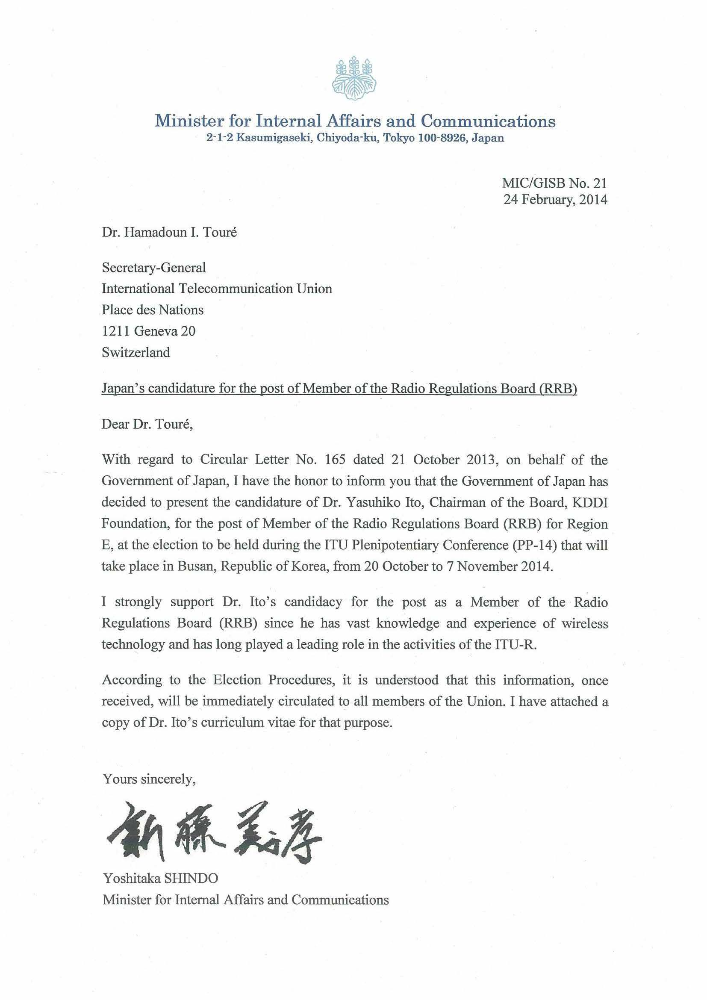 Minister for Internal Affairs and Communications
2-1-2 Kasumigaseki, Chiyoda-ku, Tokyo 100-8926, Japan
MIC/GISB No. 21
24 February, 2014
Dr. Hamadoun I. Touré
Secretary-General
International Telecommunication Union
Place des Nations
1211 Geneva 20
Switzerland
Japan's candidature for the post of Member of the Radio Regulations Board (RRB)
Dear Dr. Touré,
With regard to Circular Letter No. 165 dated 21 October 2013, on behalf of the
Government of Japan, I have the honor to inform you that the Government of Japan has
decided to present the candidature of Dr. Yasuhiko Ito, Chairman of the Board, KDDI
Foundation, for the post of Member of the Radio Regulations Board (RRB) for Region
E, at the election to be held during the ITU Plenipotentiary Conference (PP-14) that will
take place in Busan, Republic of Korea, from 20 October to 7 November 2014.
I strongly support Dr. Ito's candidacy for the post as a Member of the Radio
Regulations Board (RRB) since he has vast knowledge and experience of wireless
technology and has long played a leading role in the activities of the ITU-R.
According to the Election Procedures, it is understood that this information, once
received, will be immediately circulated to all members of the Union. I have attached a
copy of Dr. Ito's curriculum vitae for that purpose.
Yours sincerely,
新藤義孝
Yoshitaka SHINDO
Minister for Internal Affairs and Communications